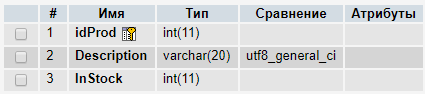 # Имя Тип Сравнение Атрибуты
1 idProd int(11)
2 Description varchar(20) utf8_general_ci
3 InStock int(11)